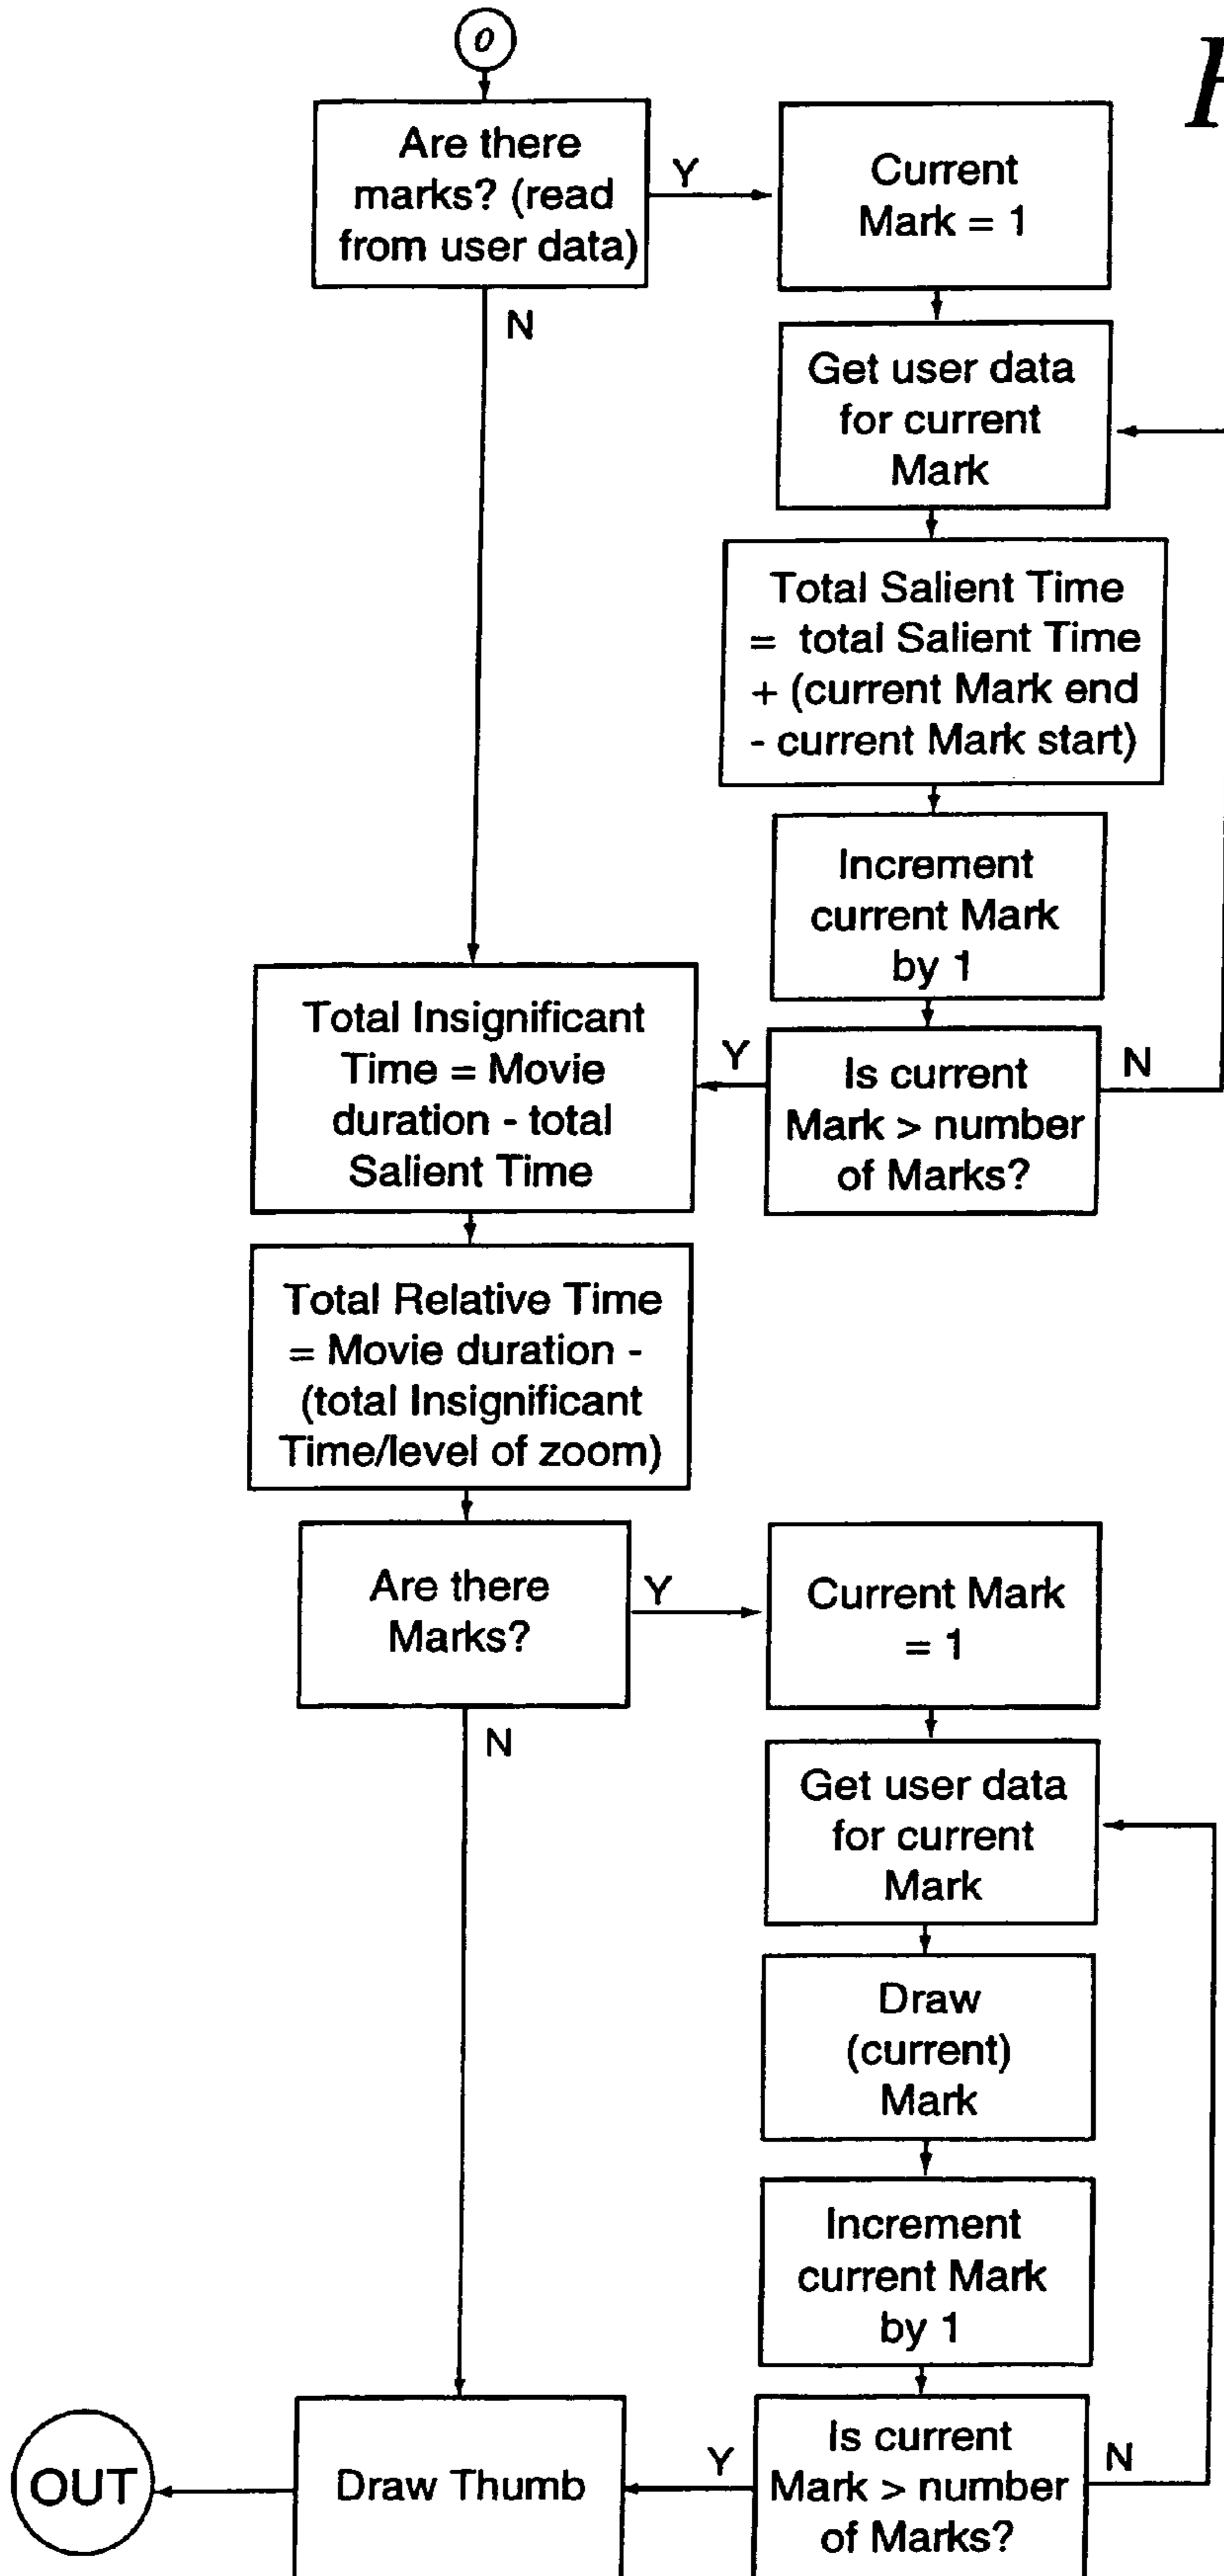 o
Are there
marks? (read
from user data)
Y
N
Current
Mark = 1
Get user data
for current
Mark
Total Salient Time
= total Salient Time
+ (current Mark end
- current Mark start)
Increment
current Mark
by 1
Is current
Mark > number
of Marks?
Y
N
Total Insignificant
Time = Movie
duration - total
Salient Time
Total Relative Time
= Movie duration -
(total Insignificant
Time/level of zoom)
Are there
Marks?
Y
N
Current Mark
= 1
Get user data
for current
Mark
Draw
(current)
Mark
Increment
current Mark
by 1
Is current
Mark > number
of Marks?
Y
N
Draw Thumb
OUT